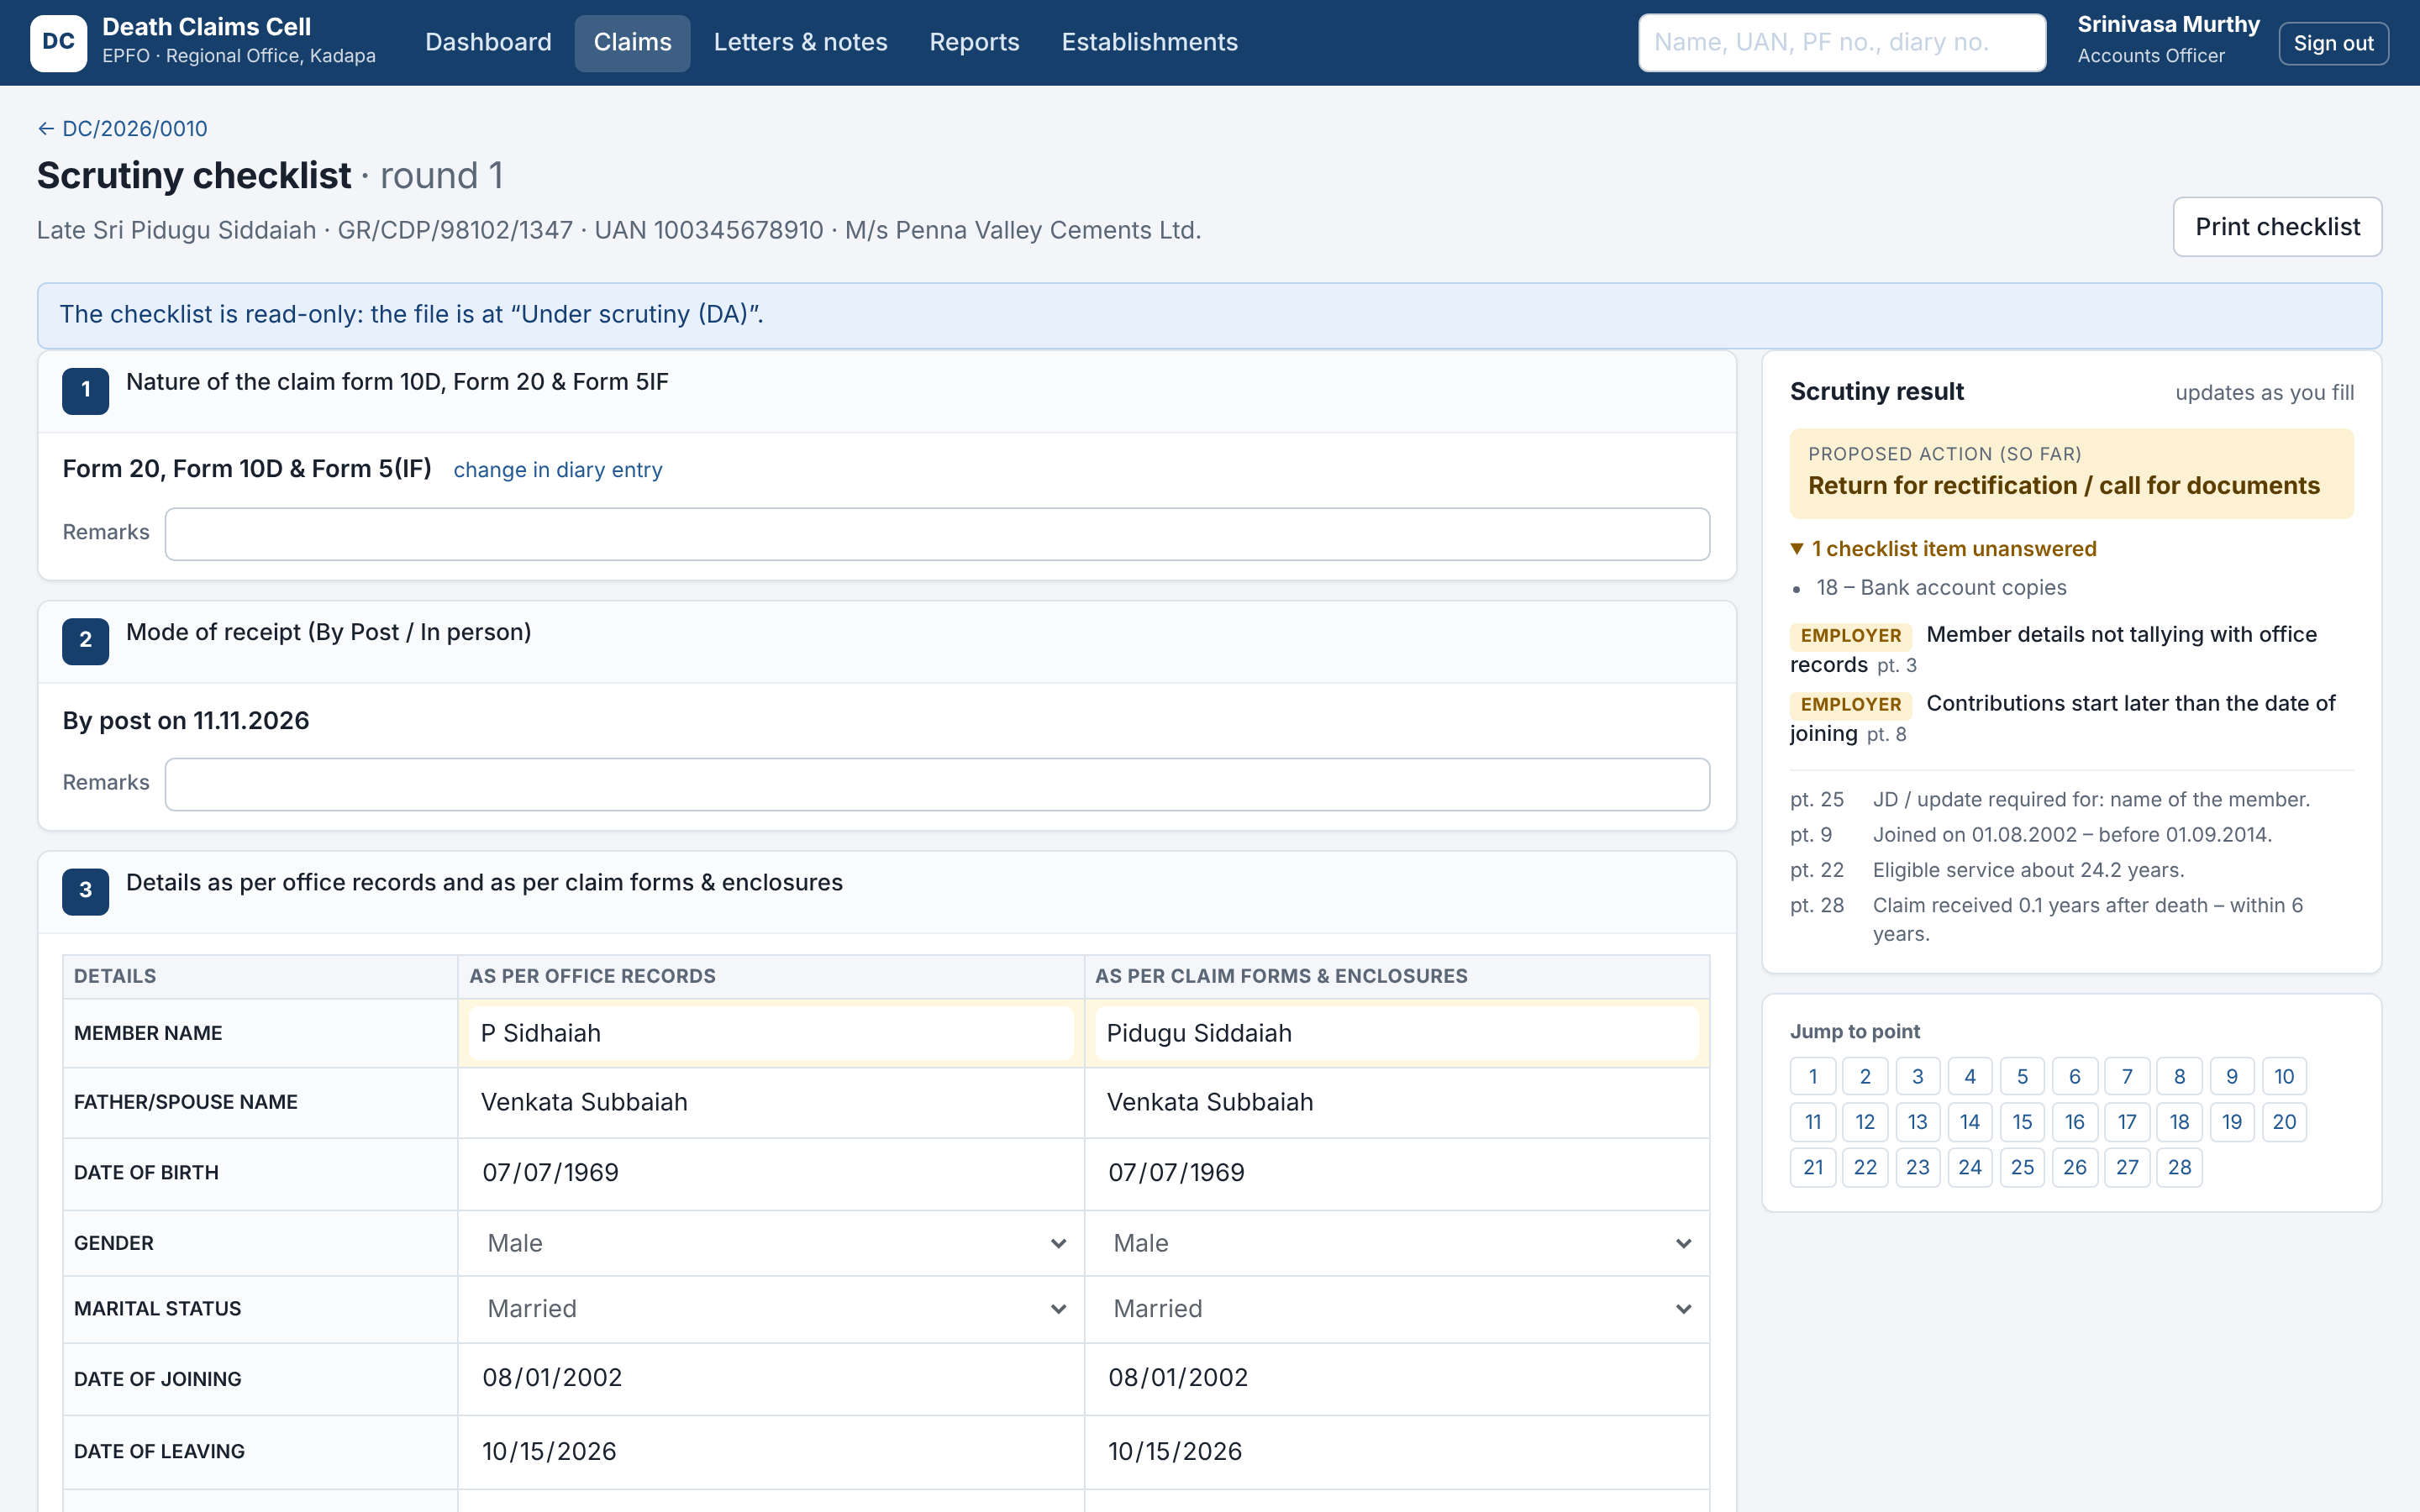 DC
Death Claims Cell
EPFO · Regional Office, Kadapa
Dashboard
Claims
Letters & notes
Reports
Establishments
Name, UAN, PF no., diary no.
Srinivasa Murthy
Accounts Officer
Sign out
← DC/2026/0010
Scrutiny checklist · round 1
Late Sri Pidugu Siddaiah · GR/CDP/98102/1347 · UAN 100345678910 · M/s Penna Valley Cements Ltd.
Print checklist
The checklist is read-only: the file is at “Under scrutiny (DA)”.
1 Nature of the claim form 10D, Form 20 & Form 5IF
Form 20, Form 10D & Form 5(IF) change in diary entry
Remarks
2 Mode of receipt (By Post / In person)
By post on 11.11.2026
Remarks
3 Details as per office records and as per claim forms & enclosures
DETAILS AS PER OFFICE RECORDS AS PER CLAIM FORMS & ENCLOSURES
MEMBER NAME P Sidhaiah Pidugu Siddaiah
FATHER/SPOUSE NAME Venkata Subbaiah Venkata Subbaiah
DATE OF BIRTH 07/07/1969 07/07/1969
GENDER Male Male
MARITAL STATUS Married Married
DATE OF JOINING 08/01/2002 08/01/2002
DATE OF LEAVING 10/15/2026 10/15/2026
Scrutiny result updates as you fill
PROPOSED ACTION (SO FAR)
Return for rectification / call for documents
▼ 1 checklist item unanswered
• 18 – Bank account copies
EMPLOYER Member details not tallying with office
records pt. 3
EMPLOYER Contributions start later than the date of
joining pt. 8
pt. 25 JD / update required for: name of the member.
pt. 9 Joined on 01.08.2002 – before 01.09.2014.
pt. 22 Eligible service about 24.2 years.
pt. 28 Claim received 0.1 years after death – within 6
years.
Jump to point
1 2 3 4 5 6 7 8 9 10
11 12 13 14 15 16 17 18 19 20
21 22 23 24 25 26 27 28